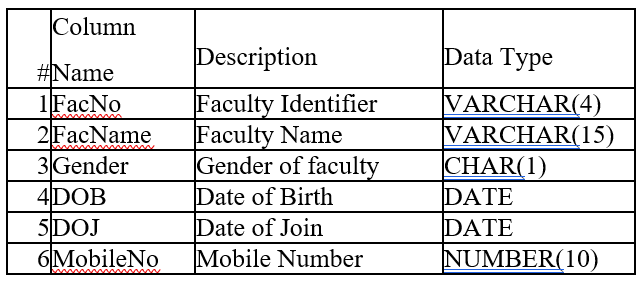 # Column Name Description Data Type
1 FacNo Faculty Identifier VARCHAR(4)
2 FacName Faculty Name VARCHAR(15)
3 Gender Gender of faculty CHAR(1)
4 DOB Date of Birth DATE
5 DOJ Date of Join DATE
6 MobileNo Mobile Number NUMBER(10)